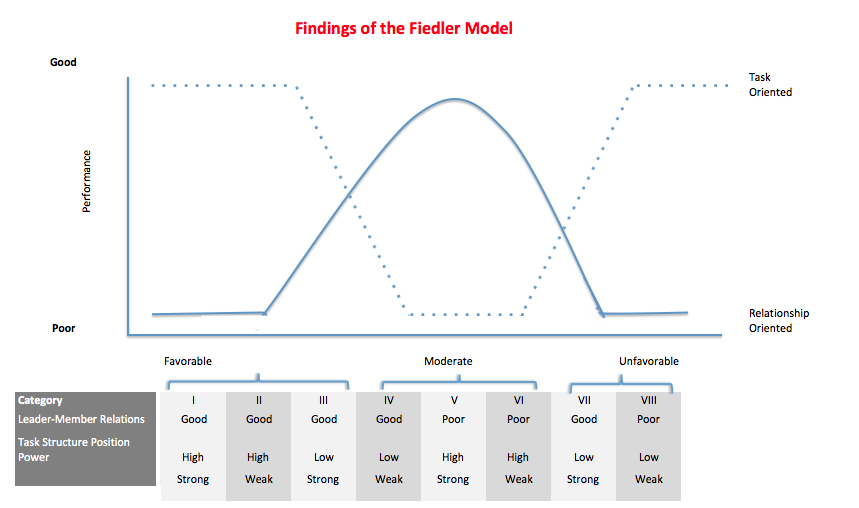 Findings of the Fiedler Model
Good
Task
Oriented
Performance
Relationship
Oriented
Poor
Favorable Moderate Unfavorable
Category I II III IV V VI VII VIII
Leader-Member Relations Good Good Good Good Poor Poor Good Poor
Task Structure Position
Power High High Low Low High High Low Low
Strong Weak Strong Weak Strong Weak Strong Weak